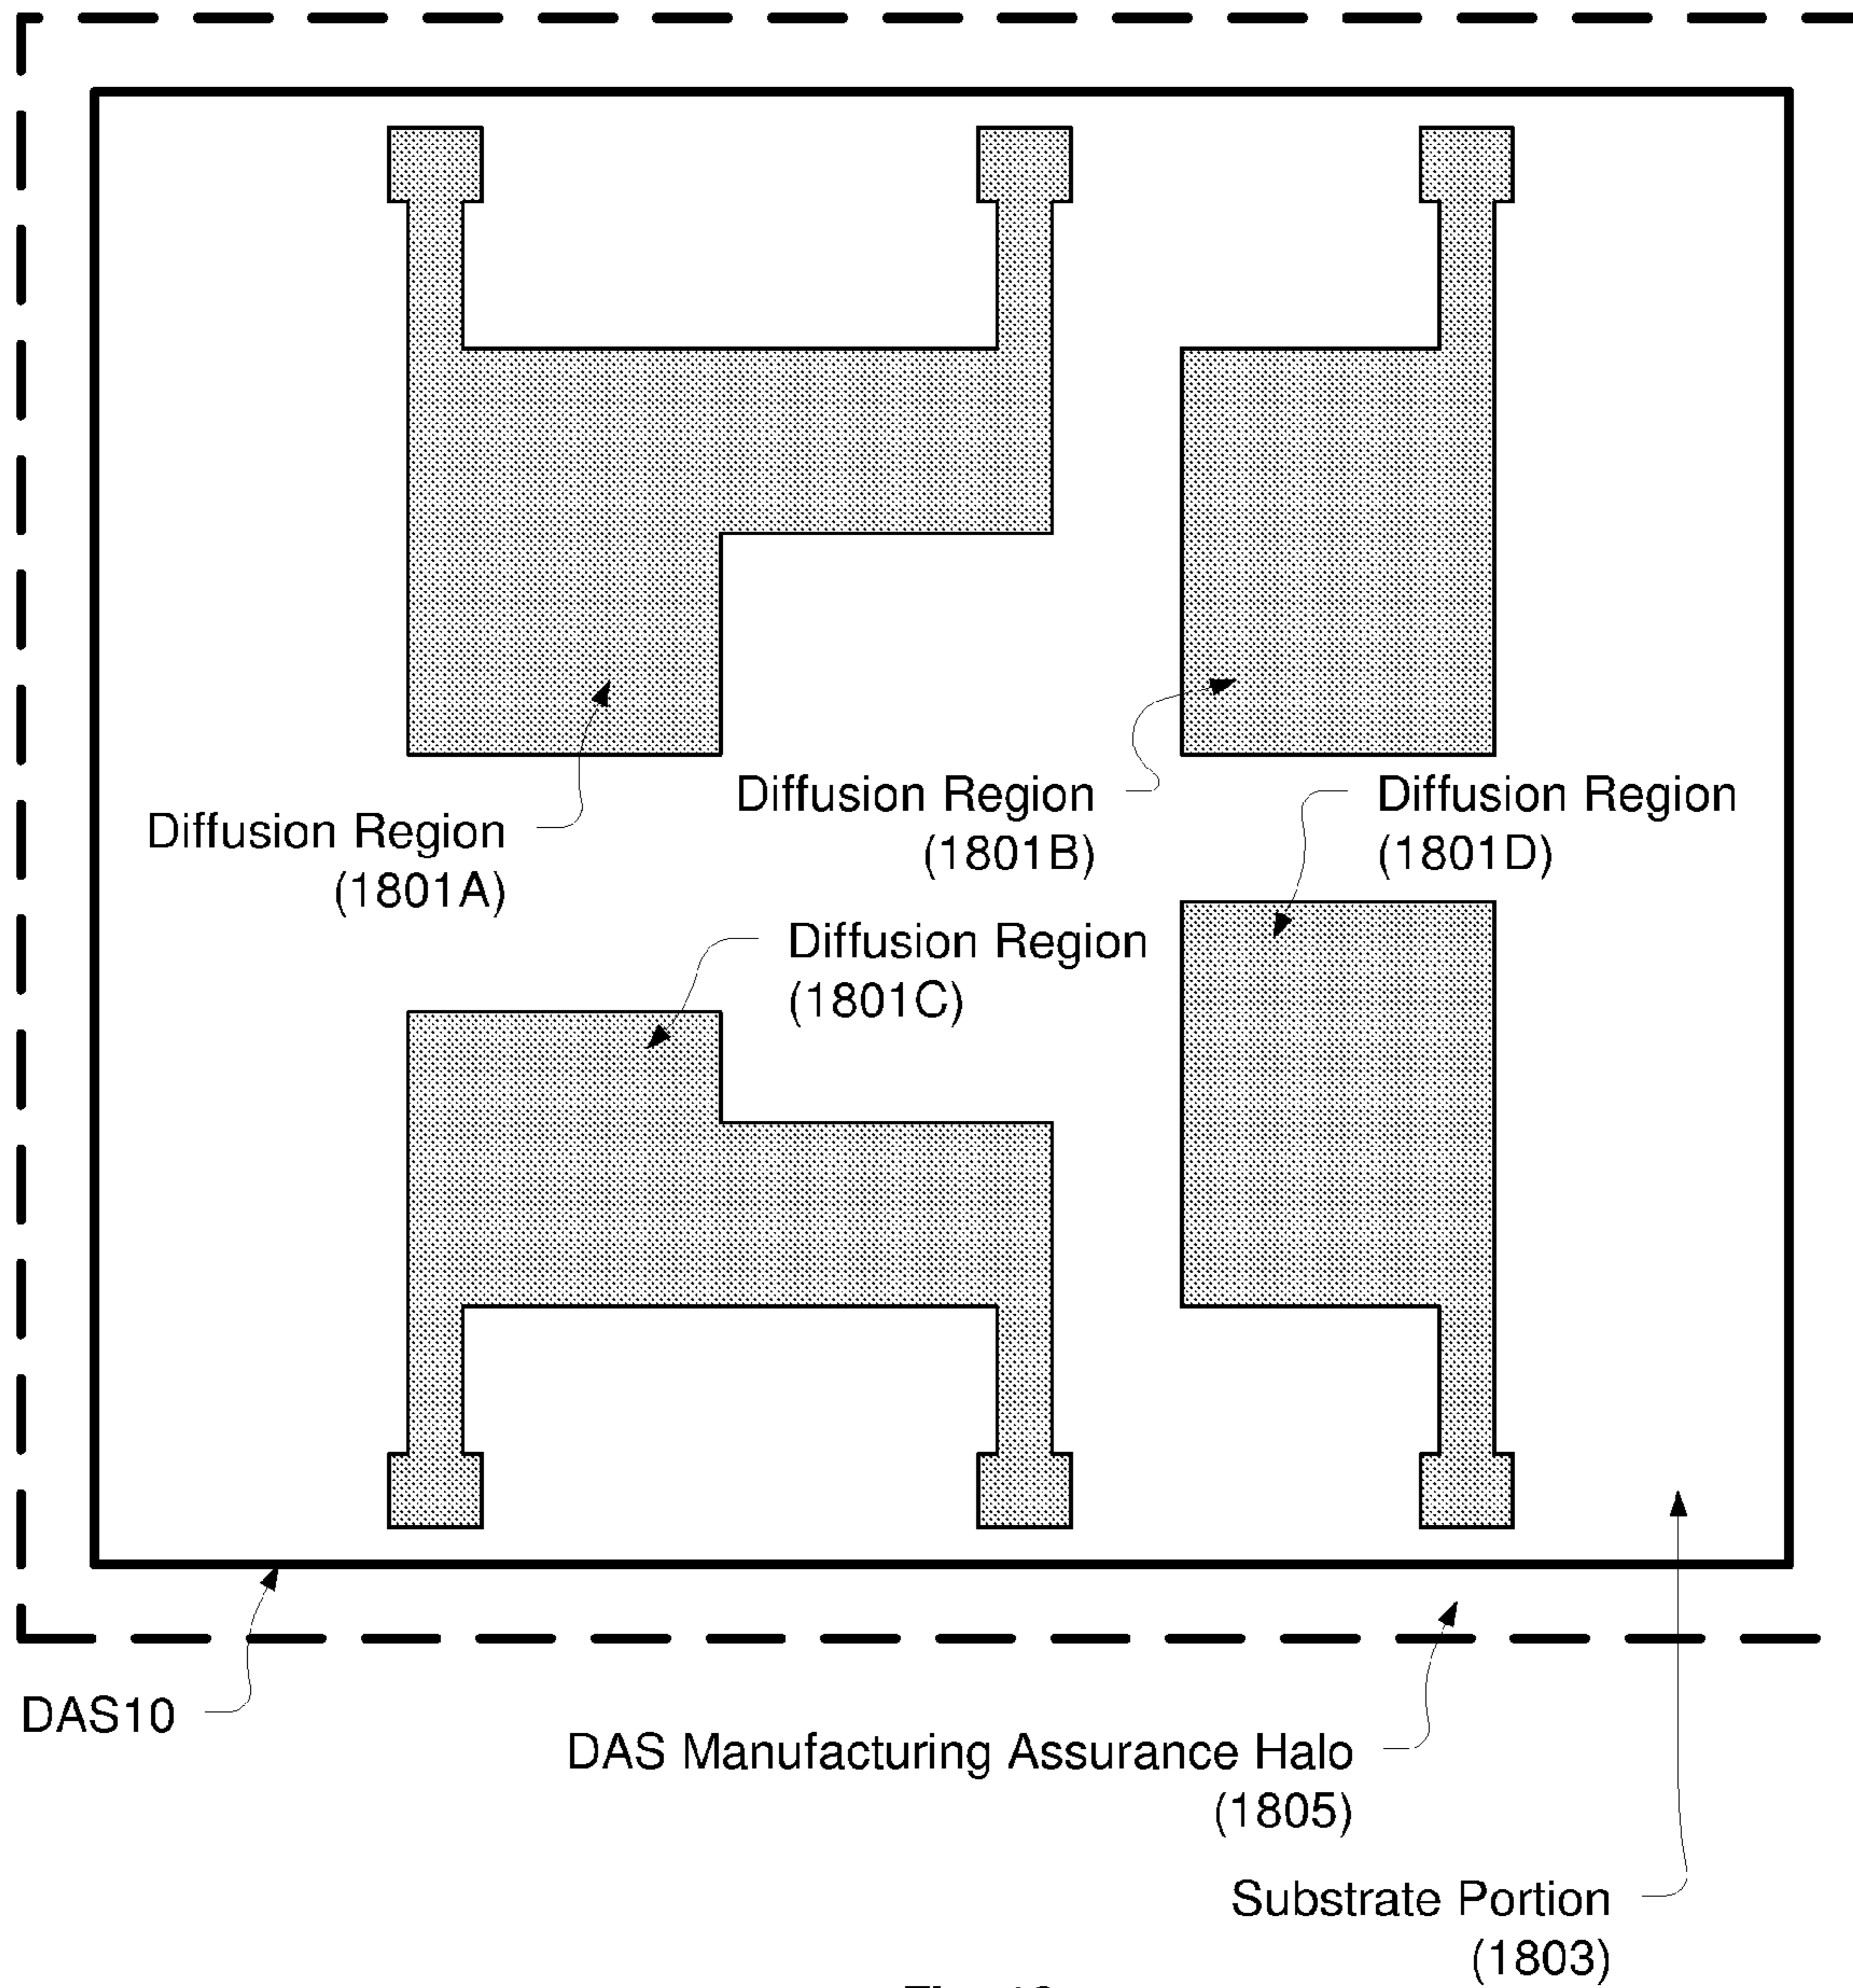 Diffusion Region
(1801A)
Diffusion Region
(1801B)
Diffusion Region
(1801D)
Diffusion Region
(1801C)
DAS10
DAS Manufacturing Assurance Halo
(1805)
Substrate Portion
(1803)